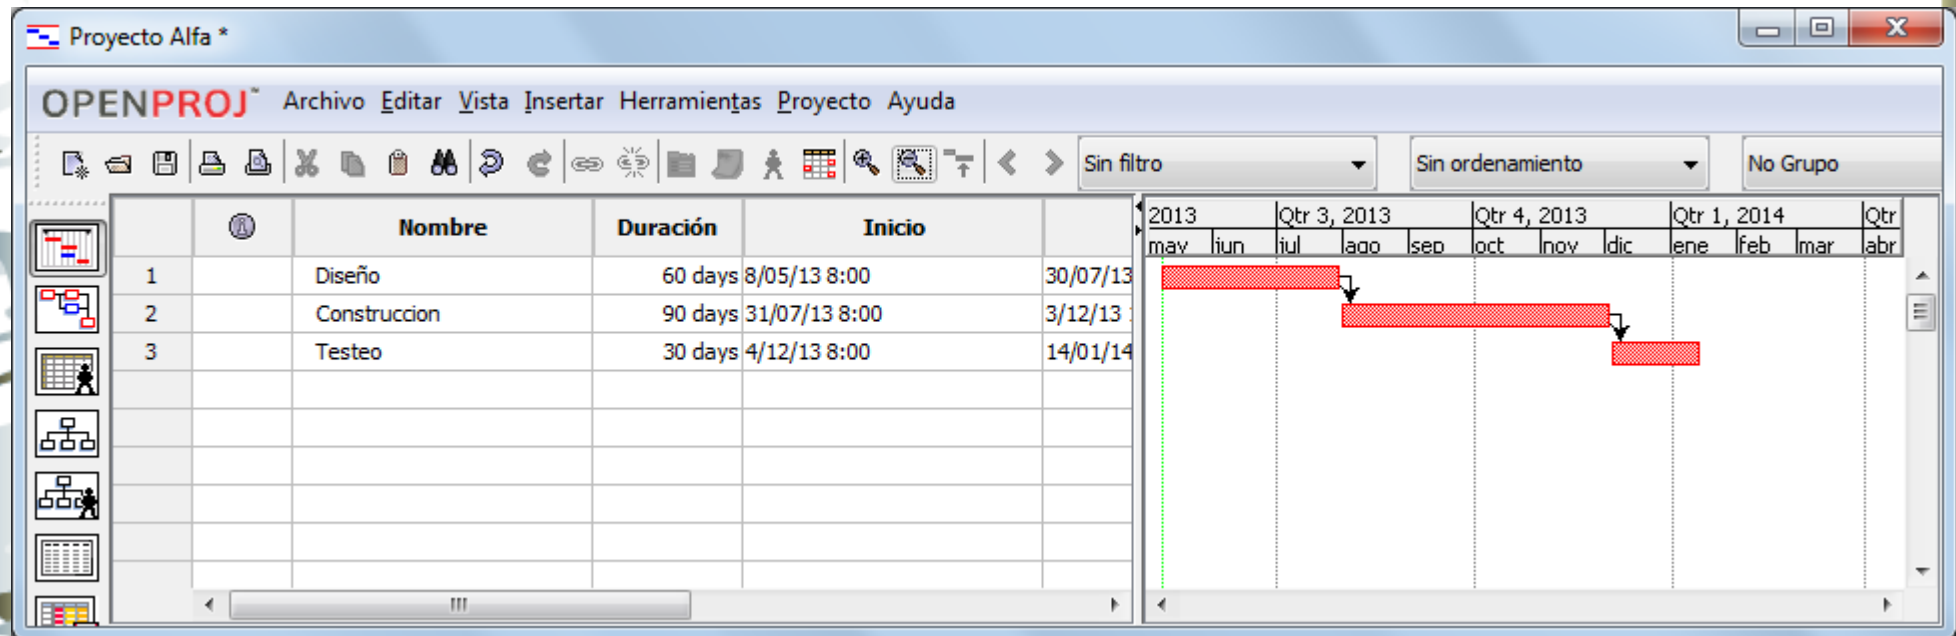 Proyecto Alfa *
OPENPROJ™ Archivo Editar Vista Insertar Herramientas Proyecto Ayuda
Sin filtro Sin ordenamiento No Grupo
Nombre Duración Inicio
2013 Qtr 3, 2013 Qtr 4, 2013 Qtr 1, 2014 Qtr
may jun jul ago sep oct nov dic ene feb mar abr
1 Diseño 60 days 8/05/13 8:00 30/07/13
2 Construccion 90 days 31/07/13 8:00 3/12/13
3 Testeo 30 days 4/12/13 8:00 14/01/14